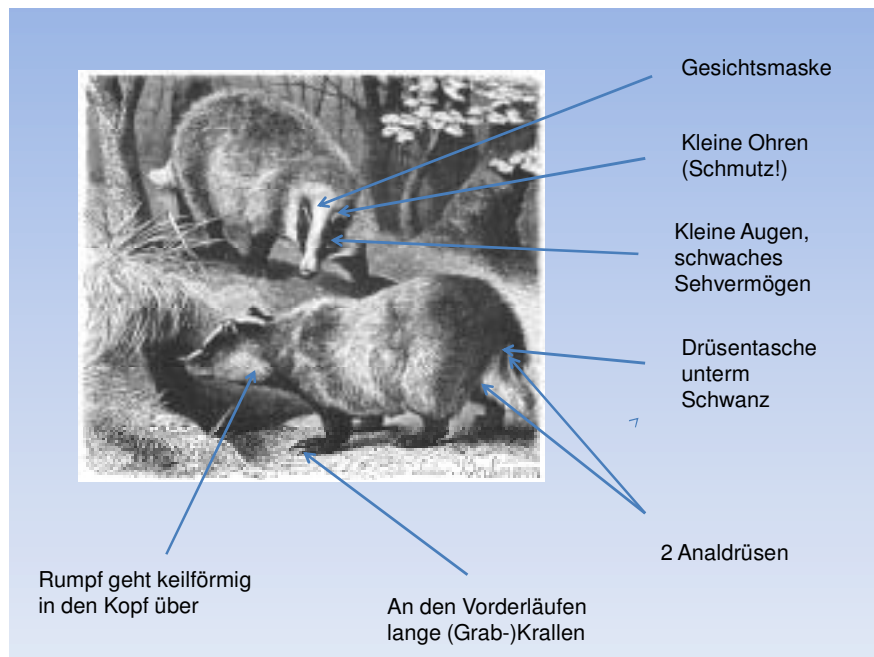 Gesichtsmaske
Kleine Ohren
(Schmutz!)
Kleine Augen,
schwaches
Sehvermögen
Drüsentasche
unterm
Schwanz
2 Analdrüsen
Rumpf geht keilförmig
in den Kopf über
An den Vorderläufen
lange (Grab-)Krallen